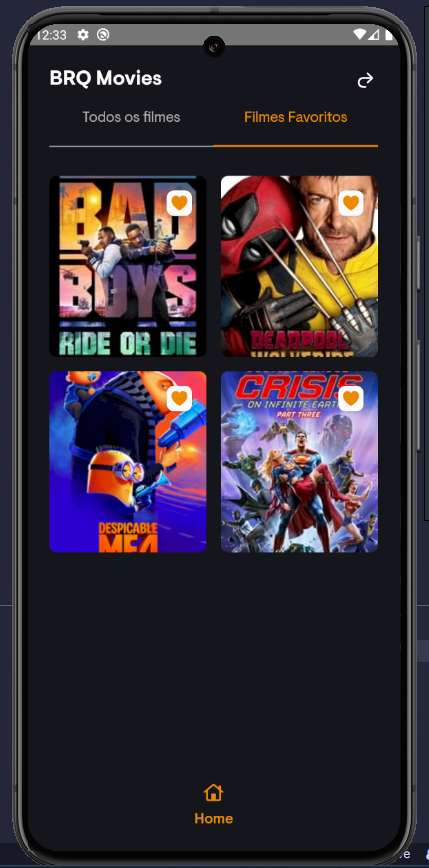 12:33
BRQ Movies
Todos os filmes
Filmes Favoritos
BAD
BOYS
RIDE OR DIE
DEADPOOL
CRISIS
ON INFINITE EARTHS
PART THREE
DESPICABLE
ME 4
Home